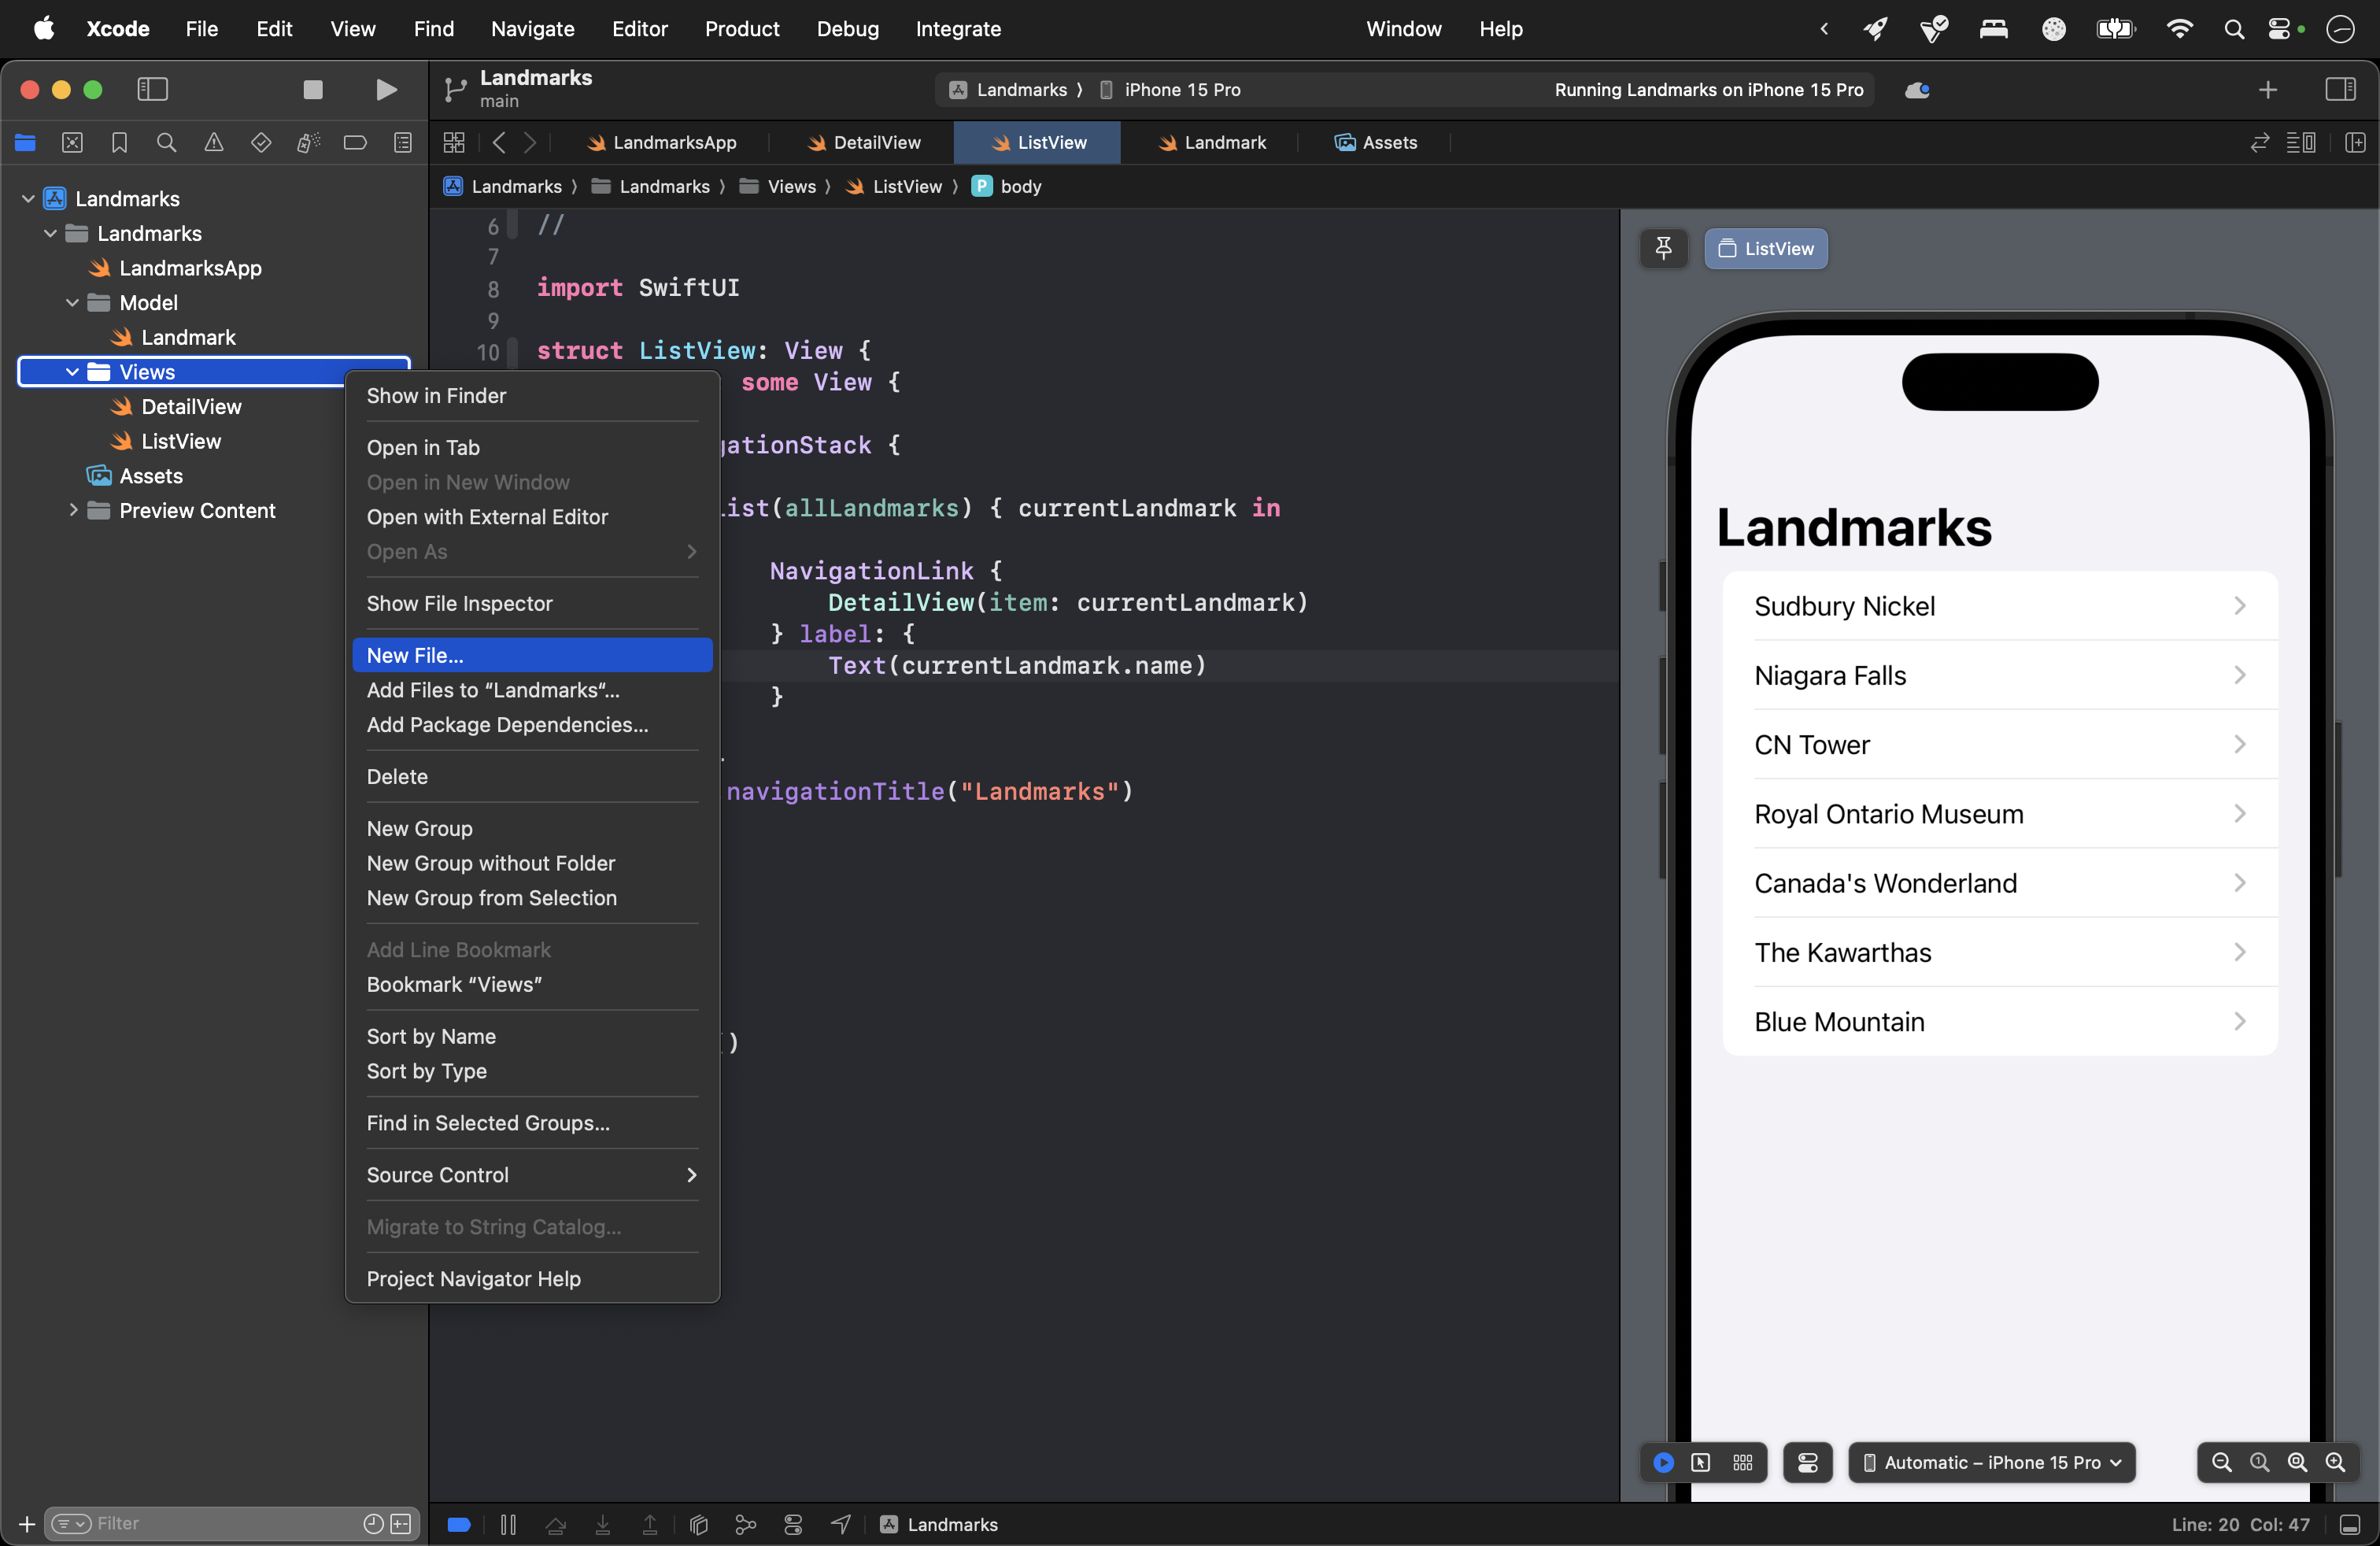 Xcode File Edit View Find Navigate Editor Product Debug Integrate Window Help
Landmarks
main
Landmarks 〉 iPhone 15 Pro
Running Landmarks on iPhone 15 Pro
LandmarksApp
DetailView
ListView
Landmark
Assets
Landmarks 〉 Landmarks 〉 Views 〉 ListView 〉 P body
Landmarks
Landmarks
LandmarksApp
Model
Landmark
Views
DetailView
ListView
Assets
Preview Content
Filter
Show in Finder
Open in Tab
Open in New Window
Open with External Editor
Open As
Show File Inspector
New File...
Add Files to “Landmarks“...
Add Package Dependencies...
Delete
New Group
New Group without Folder
New Group from Selection
Add Line Bookmark
Bookmark “Views”
Sort by Name
Sort by Type
Find in Selected Groups...
Source Control
Migrate to String Catalog...
Project Navigator Help
6 //
7
8 import SwiftUI
9
10 struct ListView: View {
some View {
gationStack {
ist(allLandmarks) { currentLandmark in
NavigationLink {
DetailView(item: currentLandmark)
} label: {
Text(currentLandmark.name)
}
navigationTitle("Landmarks")
)
ListView
Landmarks
Sudbury Nickel
Niagara Falls
CN Tower
Royal Ontario Museum
Canada's Wonderland
The Kawarthas
Blue Mountain
Automatic – iPhone 15 Pro
Landmarks
Line: 20 Col: 47